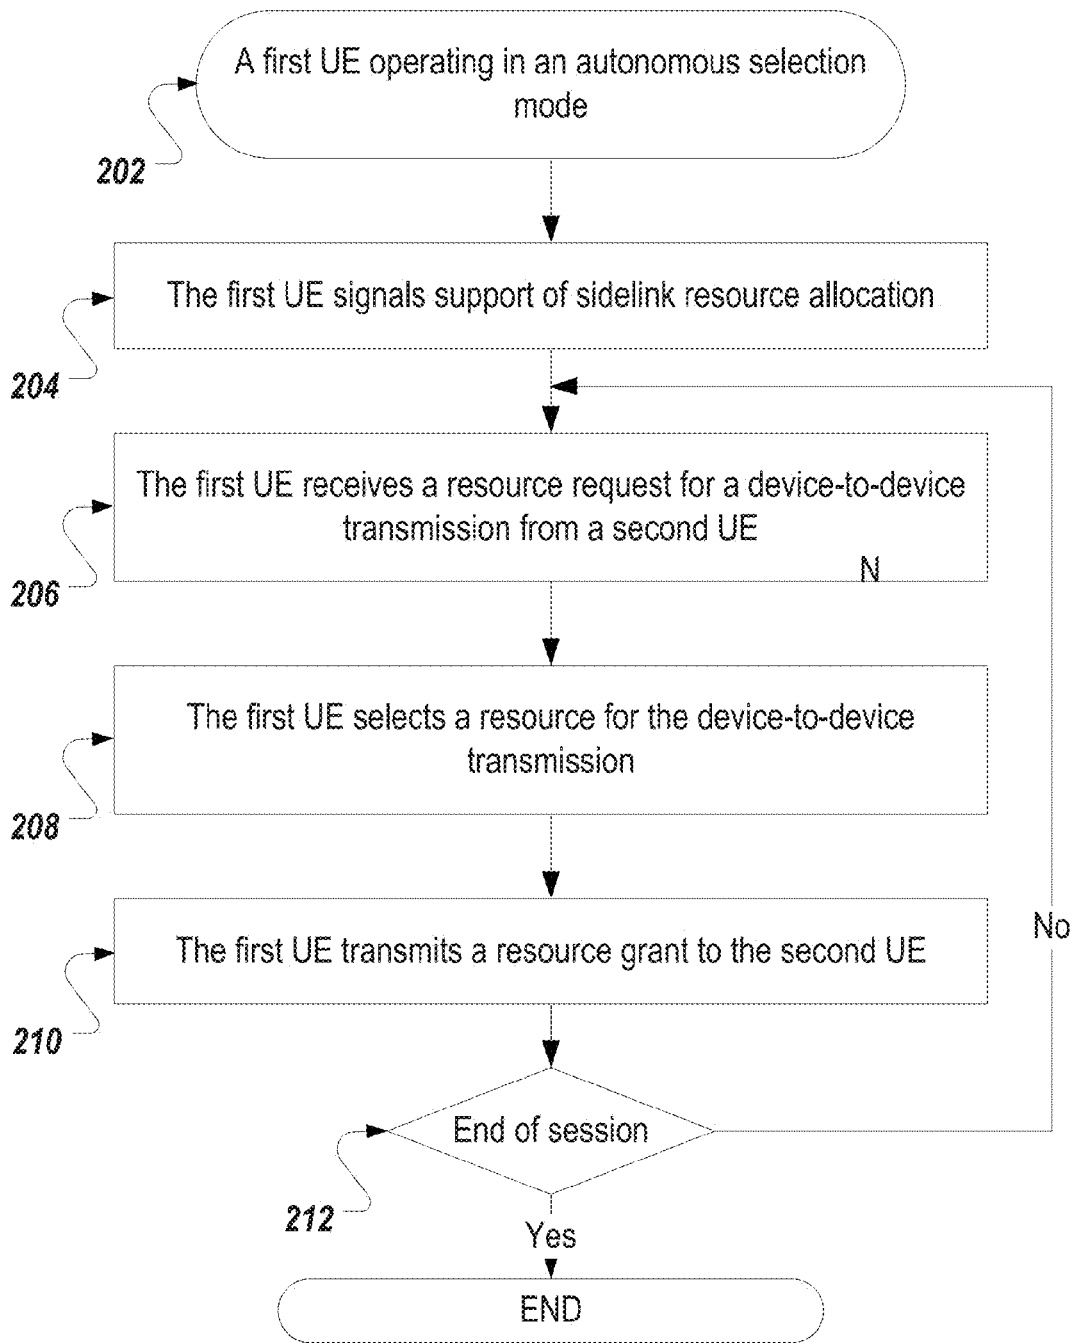 A first UE operating in an autonomous selection
mode
202
The first UE signals support of sidelink resource allocation
204
The first UE receives a resource request for a device-to-device
transmission from a second UE
N
206
The first UE selects a resource for the device-to-device
transmission
208
The first UE transmits a resource grant to the second UE
No
210
End of session
212
Yes
END